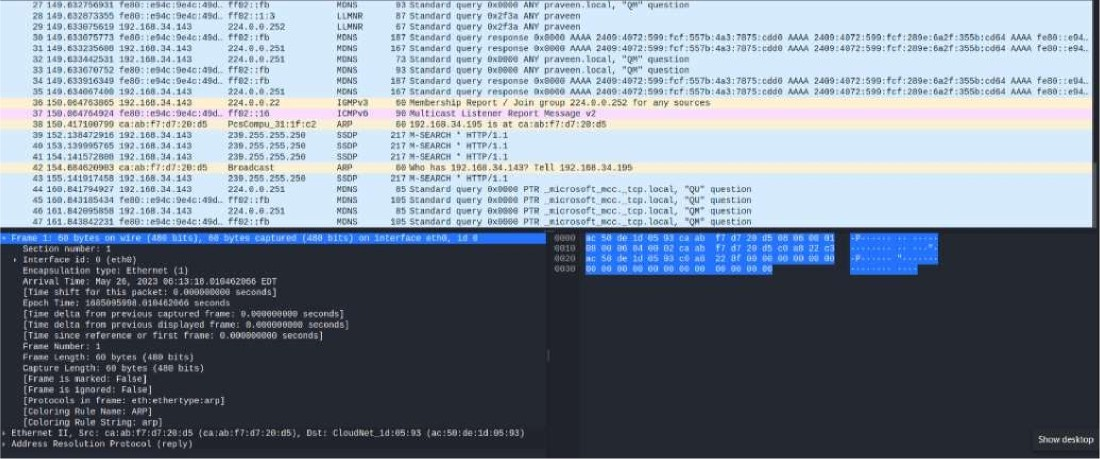 27 149.632756931 fe80::e94c:9e4c:49d… ff02::fb MDNS 93 Standard query 0x0000 ANY praveen.local, "QM" question
28 149.632873355 fe80::e94c:9e4c:49d… ff02::1:3 LLMNR 87 Standard query 0x2f3a ANY praveen
29 149.633075619 192.168.34.143 224.0.0.252 LLMNR 67 Standard query 0x2f3a ANY praveen
30 149.633075773 fe80::e94c:9e4c:49d… ff02::fb MDNS 187 Standard query response 0x0000 AAAA 2409:4072:599:fcf:557b:4a3:7875:cdd0 AAAA 2409:4072:599:fcf:289e:6a2f:355b:cd64 AAAA fe80::e94…
31 149.633235608 192.168.34.143 224.0.0.251 MDNS 167 Standard query response 0x0000 AAAA 2409:4072:599:fcf:557b:4a3:7875:cdd0 AAAA 2409:4072:599:fcf:289e:6a2f:355b:cd64 AAAA fe80::e94…
32 149.633442531 192.168.34.143 224.0.0.251 MDNS 73 Standard query 0x0000 ANY praveen.local, "QM" question
33 149.633670752 fe80::e94c:9e4c:49d… ff02::fb MDNS 93 Standard query 0x0000 ANY praveen.local, "QM" question
34 149.633916349 fe80::e94c:9e4c:49d… ff02::fb MDNS 187 Standard query response 0x0000 AAAA 2409:4072:599:fcf:557b:4a3:7875:cdd0 AAAA 2409:4072:599:fcf:289e:6a2f:355b:cd64 AAAA fe80::e94…
35 149.634067400 192.168.34.143 224.0.0.251 MDNS 167 Standard query response 0x0000 AAAA 2409:4072:599:fcf:557b:4a3:7875:cdd0 AAAA 2409:4072:599:fcf:289e:6a2f:355b:cd64 AAAA fe80::e94…
36 150.064763865 192.168.34.143 224.0.0.22 IGMPv3 60 Membership Report / Join group 224.0.0.252 for any sources
37 150.064764924 fe80::e94c:9e4c:49d… ff02::16 ICMPv6 90 Multicast Listener Report Message v2
38 150.417100799 ca:ab:f7:d7:20:d5 PcsCompu_31:1f:c2 ARP 60 192.168.34.195 is at ca:ab:f7:d7:20:d5
39 152.138472916 192.168.34.143 239.255.255.250 SSDP 217 M-SEARCH * HTTP/1.1
40 153.139995765 192.168.34.143 239.255.255.250 SSDP 217 M-SEARCH * HTTP/1.1
41 154.141572808 192.168.34.143 239.255.255.250 SSDP 217 M-SEARCH * HTTP/1.1
42 154.684620903 ca:ab:f7:d7:20:d5 Broadcast ARP 60 Who has 192.168.34.143? Tell 192.168.34.195
43 155.141917458 192.168.34.143 239.255.255.250 SSDP 217 M-SEARCH * HTTP/1.1
44 160.841794927 192.168.34.143 224.0.0.251 MDNS 85 Standard query 0x0000 PTR _microsoft_mcc._tcp.local, "QU" question
45 160.843185434 fe80::e94c:9e4c:49d… ff02::fb MDNS 105 Standard query 0x0000 PTR _microsoft_mcc._tcp.local, "QU" question
46 161.842095858 192.168.34.143 224.0.0.251 MDNS 85 Standard query 0x0000 PTR _microsoft_mcc._tcp.local, "QM" question
47 161.843842231 fe80::e94c:9e4c:49d… ff02::fb MDNS 105 Standard query 0x0000 PTR _microsoft_mcc._tcp.local, "QM" question
Frame 1: 60 bytes on wire (480 bits), 60 bytes captured (480 bits) on interface eth0, id 0
Section number: 1
Interface id: 0 (eth0)
Encapsulation type: Ethernet (1)
Arrival Time: May 26, 2023 06:13:18.010462066 EDT
[Time shift for this packet: 0.000000000 seconds]
Epoch Time: 1685095998.010462066 seconds
[Time delta from previous captured frame: 0.000000000 seconds]
[Time delta from previous displayed frame: 0.000000000 seconds]
[Time since reference or first frame: 0.000000000 seconds]
Frame Number: 1
Frame Length: 60 bytes (480 bits)
Capture Length: 60 bytes (480 bits)
[Frame is marked: False]
[Frame is ignored: False]
[Protocols in frame: eth:ethertype:arp]
[Coloring Rule Name: ARP]
[Coloring Rule String: arp]
Ethernet II, Src: ca:ab:f7:d7:20:d5 (ca:ab:f7:d7:20:d5), Dst: CloudNet_1d:05:93 (ac:50:de:1d:05:93)
Address Resolution Protocol (reply)
0000 ac 50 de 1d 05 93 ca ab f7 d7 20 d5 08 06 00 01
0010 08 00 06 04 00 02 ca ab f7 d7 20 d5 c0 a8 22 c3
0020 ac 50 de 1d 05 93 c0 a8 22 8f 00 00 00 00 00 00
0030 00 00 00 00 00 00 00 00 00 00 00 00
Show desktop